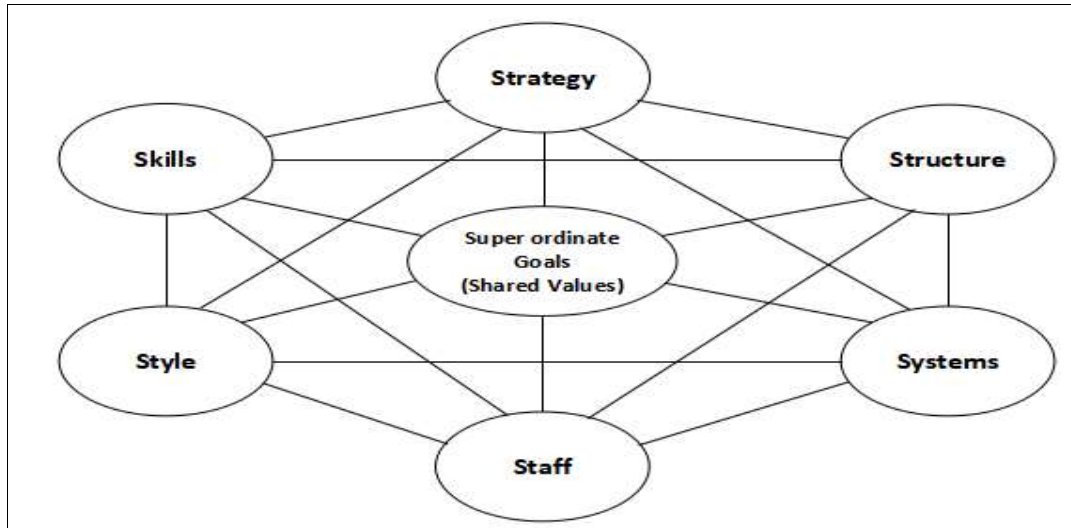 Strategy
Skills
Structure
Super ordinate
Goals
(Shared Values)
Style
Systems
Staff